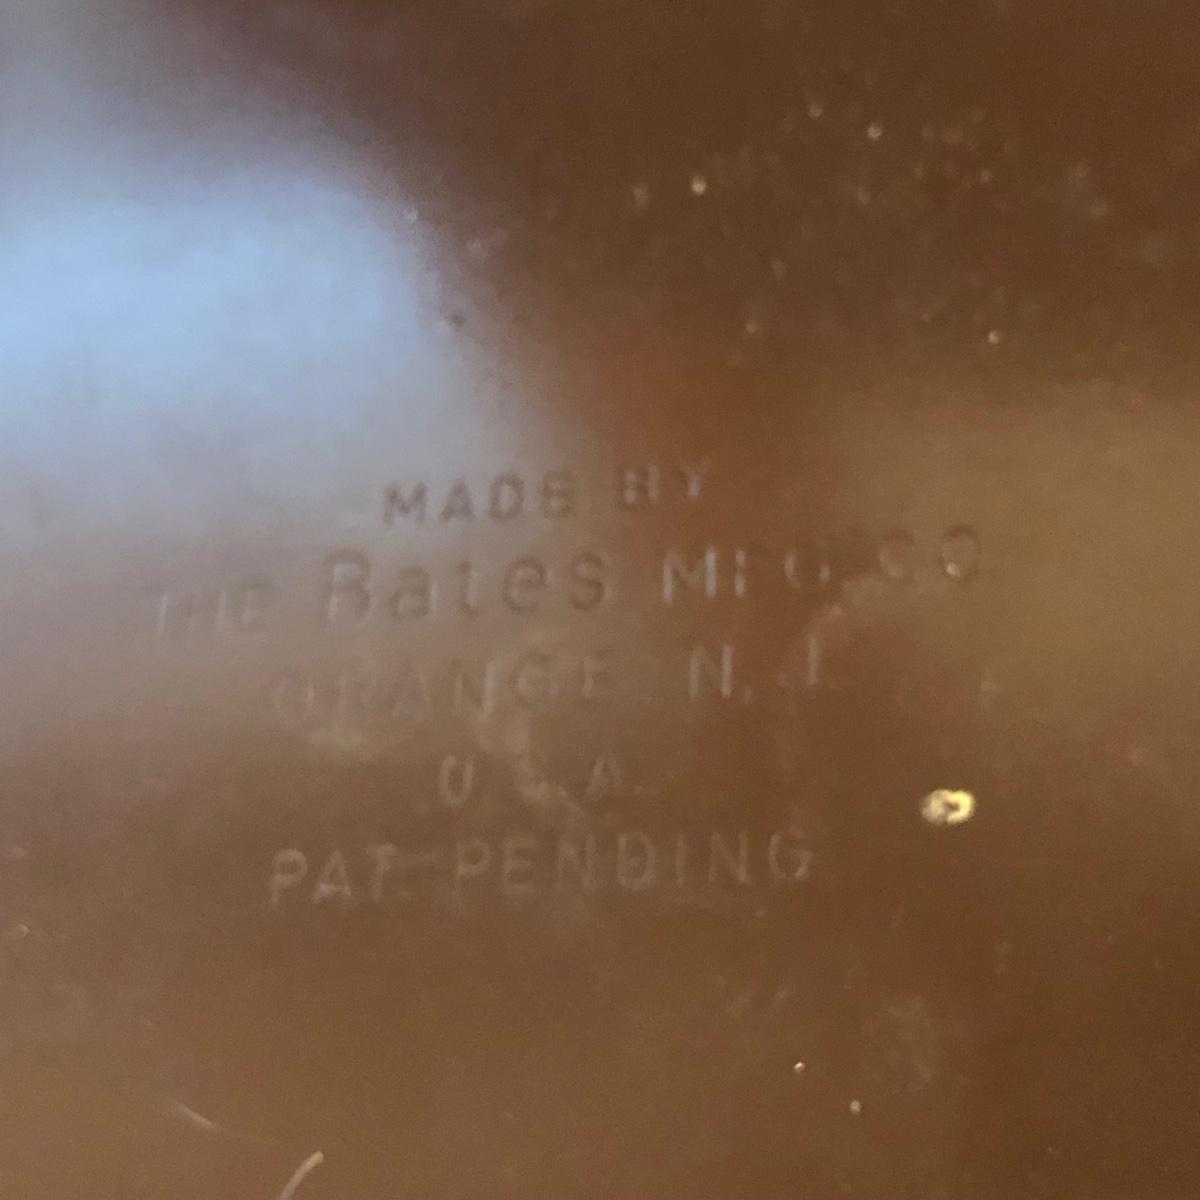 MADE BY
THE Bates MFG. CO.
ORANGE, N. J.
U.S.A.
PAT. PENDING